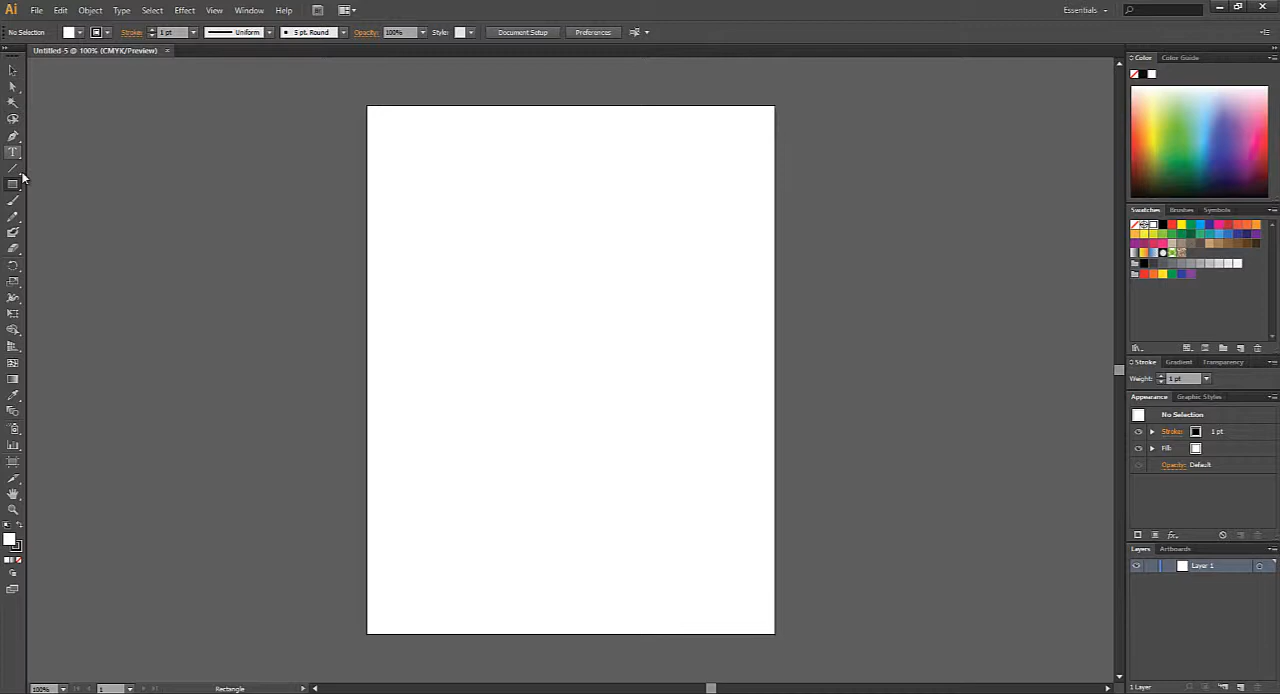 Ai File Edit Object Type Select Effect View Window Help Br Essentials
No Selection Stroke: 1 pt Uniform 5 pt. Round Opacity: 100% Style: Document Setup Preferences
Untitled-5 @ 100% (CMYK/Preview) ×
Color Color Guide
T
Swatches Brushes Symbols
Stroke Gradient Transparency
Weight: 1 pt
Appearance Graphic Styles
No Selection
Stroke: 1 pt
Fill:
Opacity: Default
fx.
Layers Artboards
Layer 1
100% 1 Rectangle 1 Layer